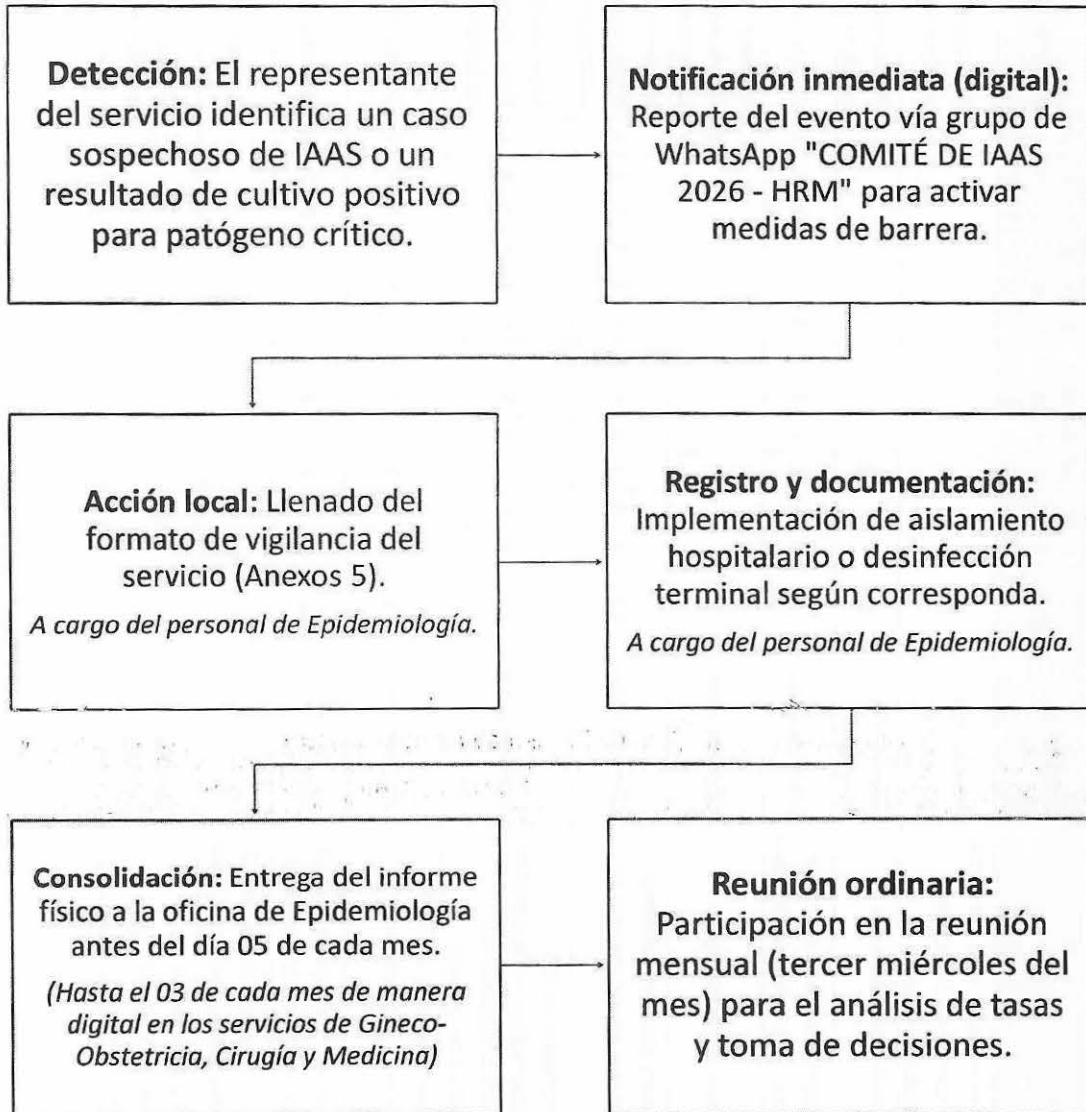 Detección: El representante
del servicio identifica un caso
sospechoso de IAAS o un
resultado de cultivo positivo
para patógeno crítico.
Notificación inmediata (digital):
Reporte del evento vía grupo de
WhatsApp "COMITÉ DE IAAS
2026 - HRM" para activar
medidas de barrera.
Acción local: Llenado del
formato de vigilancia del
servicio (Anexos 5).
A cargo del personal de Epidemiología.
Registro y documentación:
Implementación de aislamiento
hospitalario o desinfección
terminal según corresponda.
A cargo del personal de Epidemiología.
Consolidación: Entrega del informe
físico a la oficina de Epidemiología
antes del día 05 de cada mes.
(Hasta el 03 de cada mes de manera
digital en los servicios de Gineco-
Obstetricia, Cirugía y Medicina)
Reunión ordinaria:
Participación en la reunión
mensual (tercer miércoles del
mes) para el análisis de tasas
y toma de decisiones.